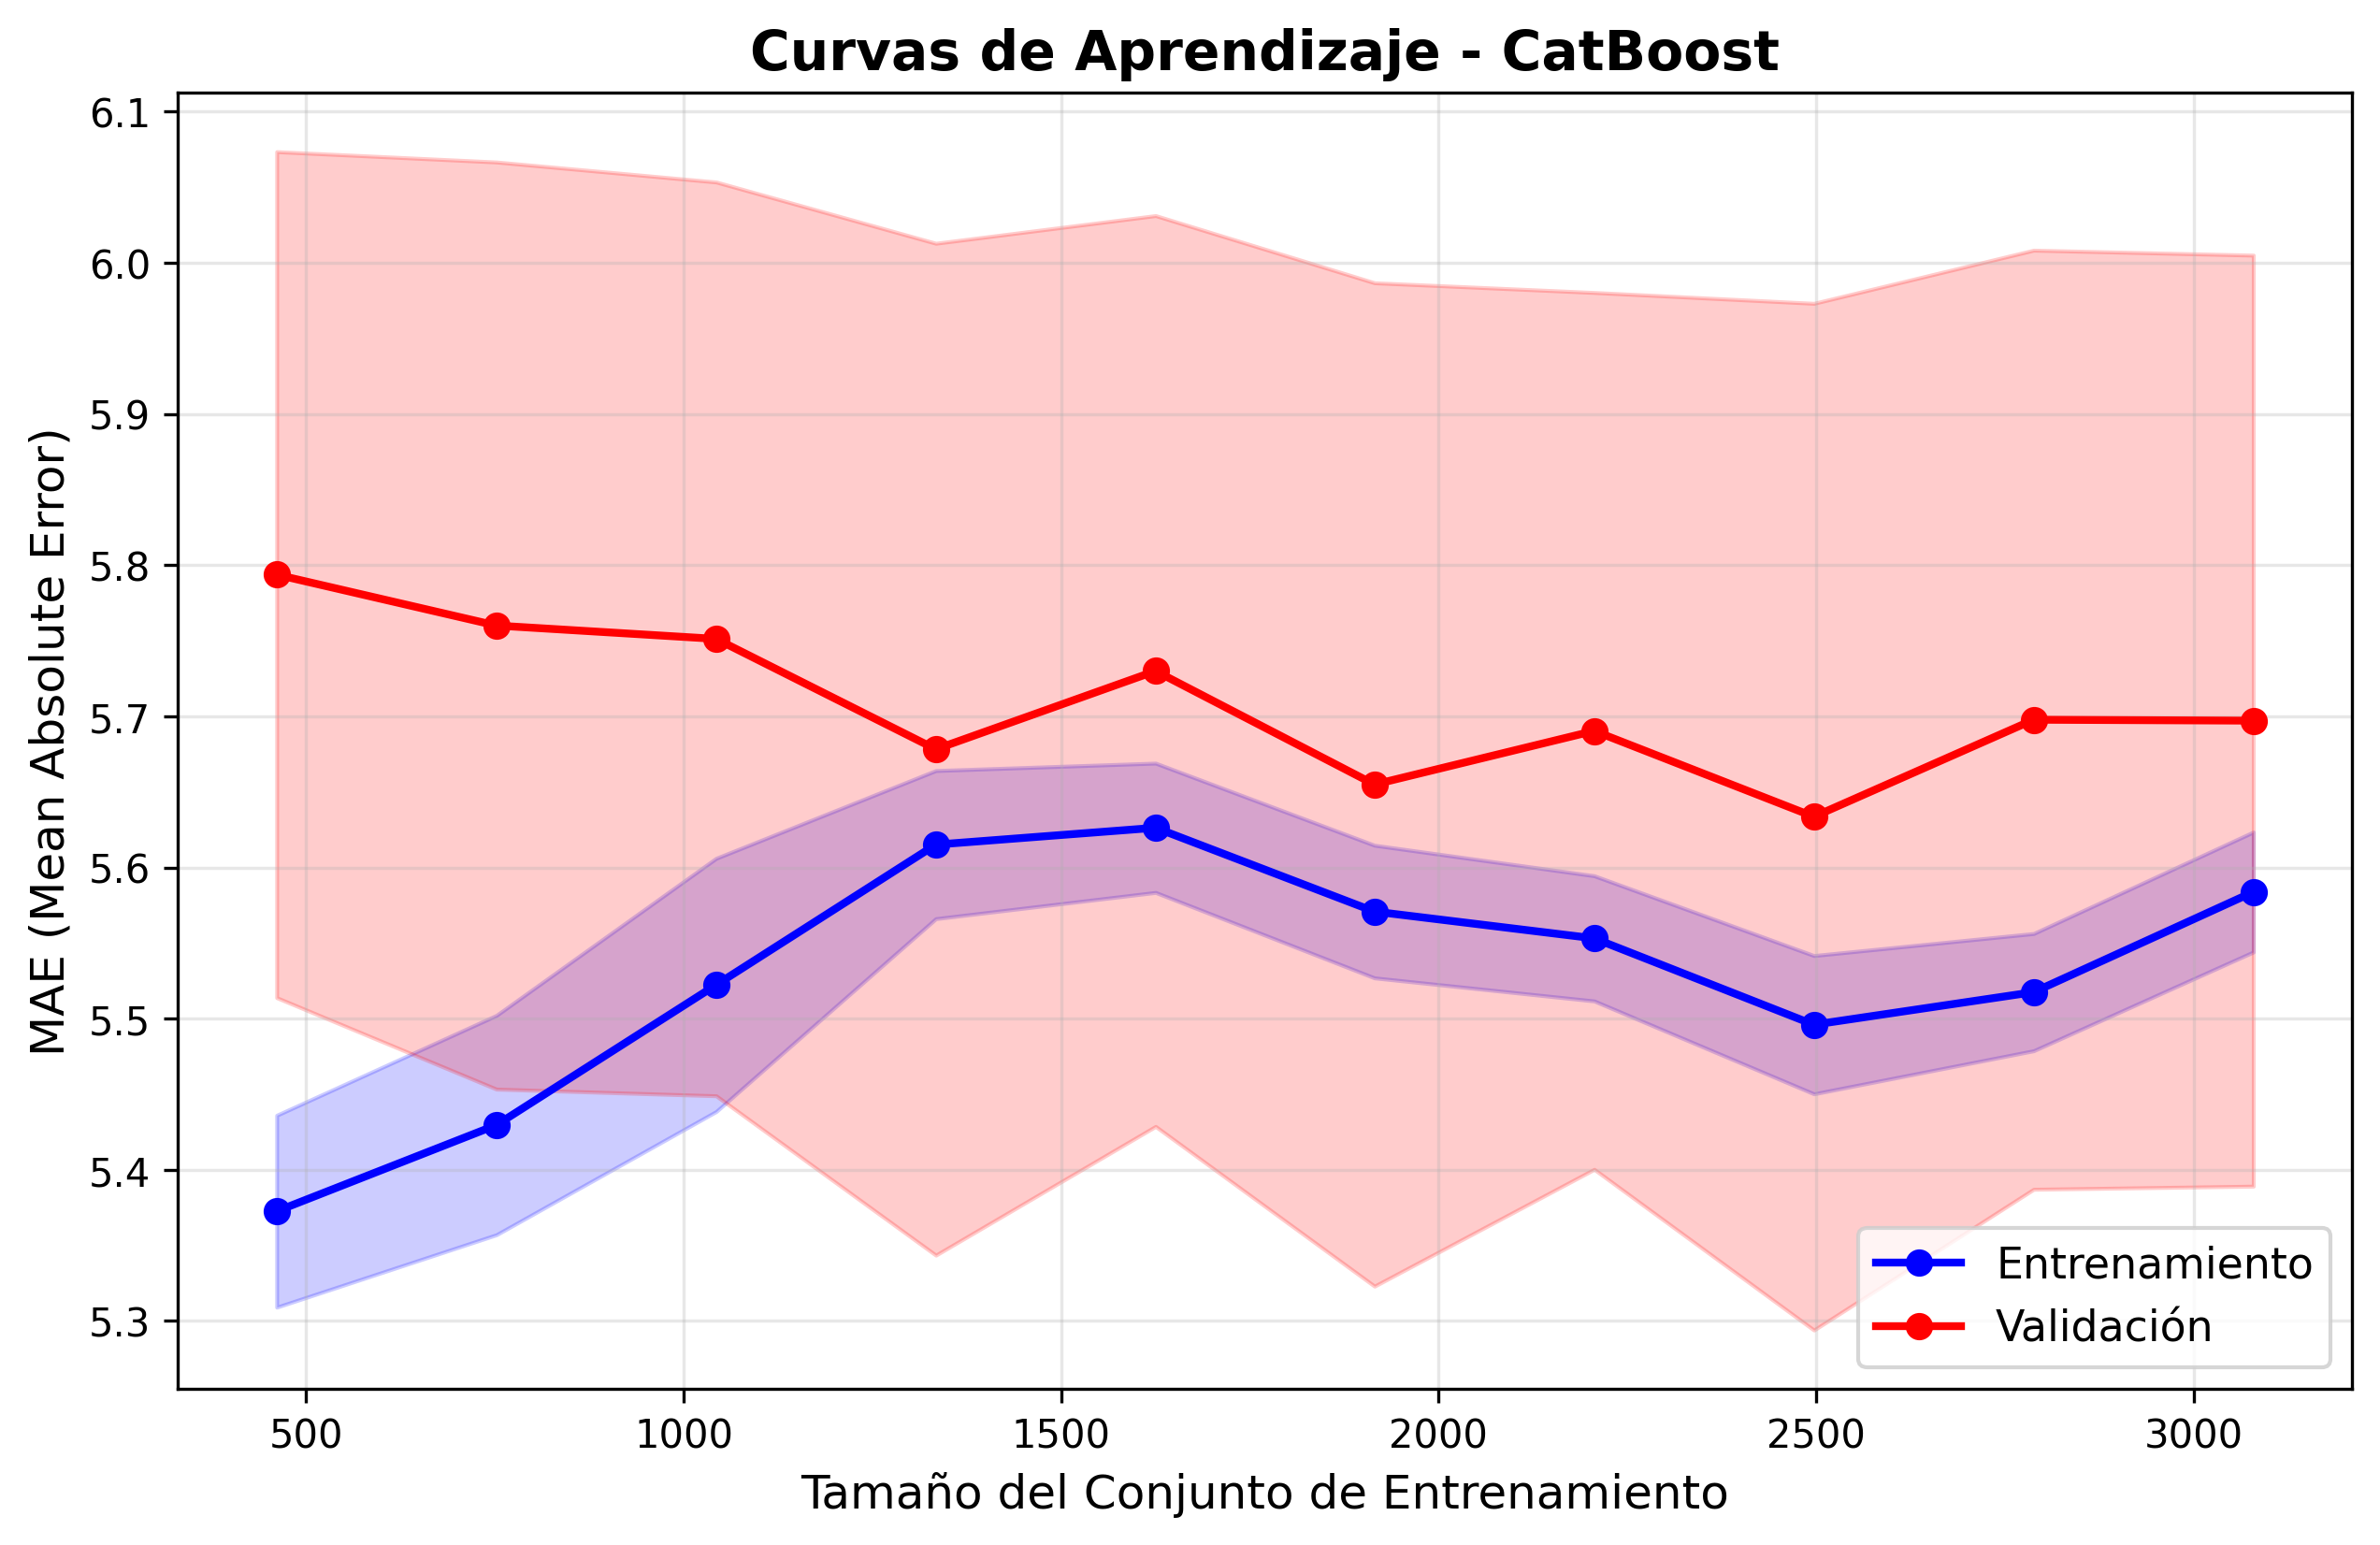 Curvas de Aprendizaje - CatBoost
MAE (Mean Absolute Error)
6.1
6.0
5.9
5.8
5.7
5.6
5.5
5.4
5.3
500 1000 1500 2000 2500 3000
Tamaño del Conjunto de Entrenamiento
Entrenamiento
Validación